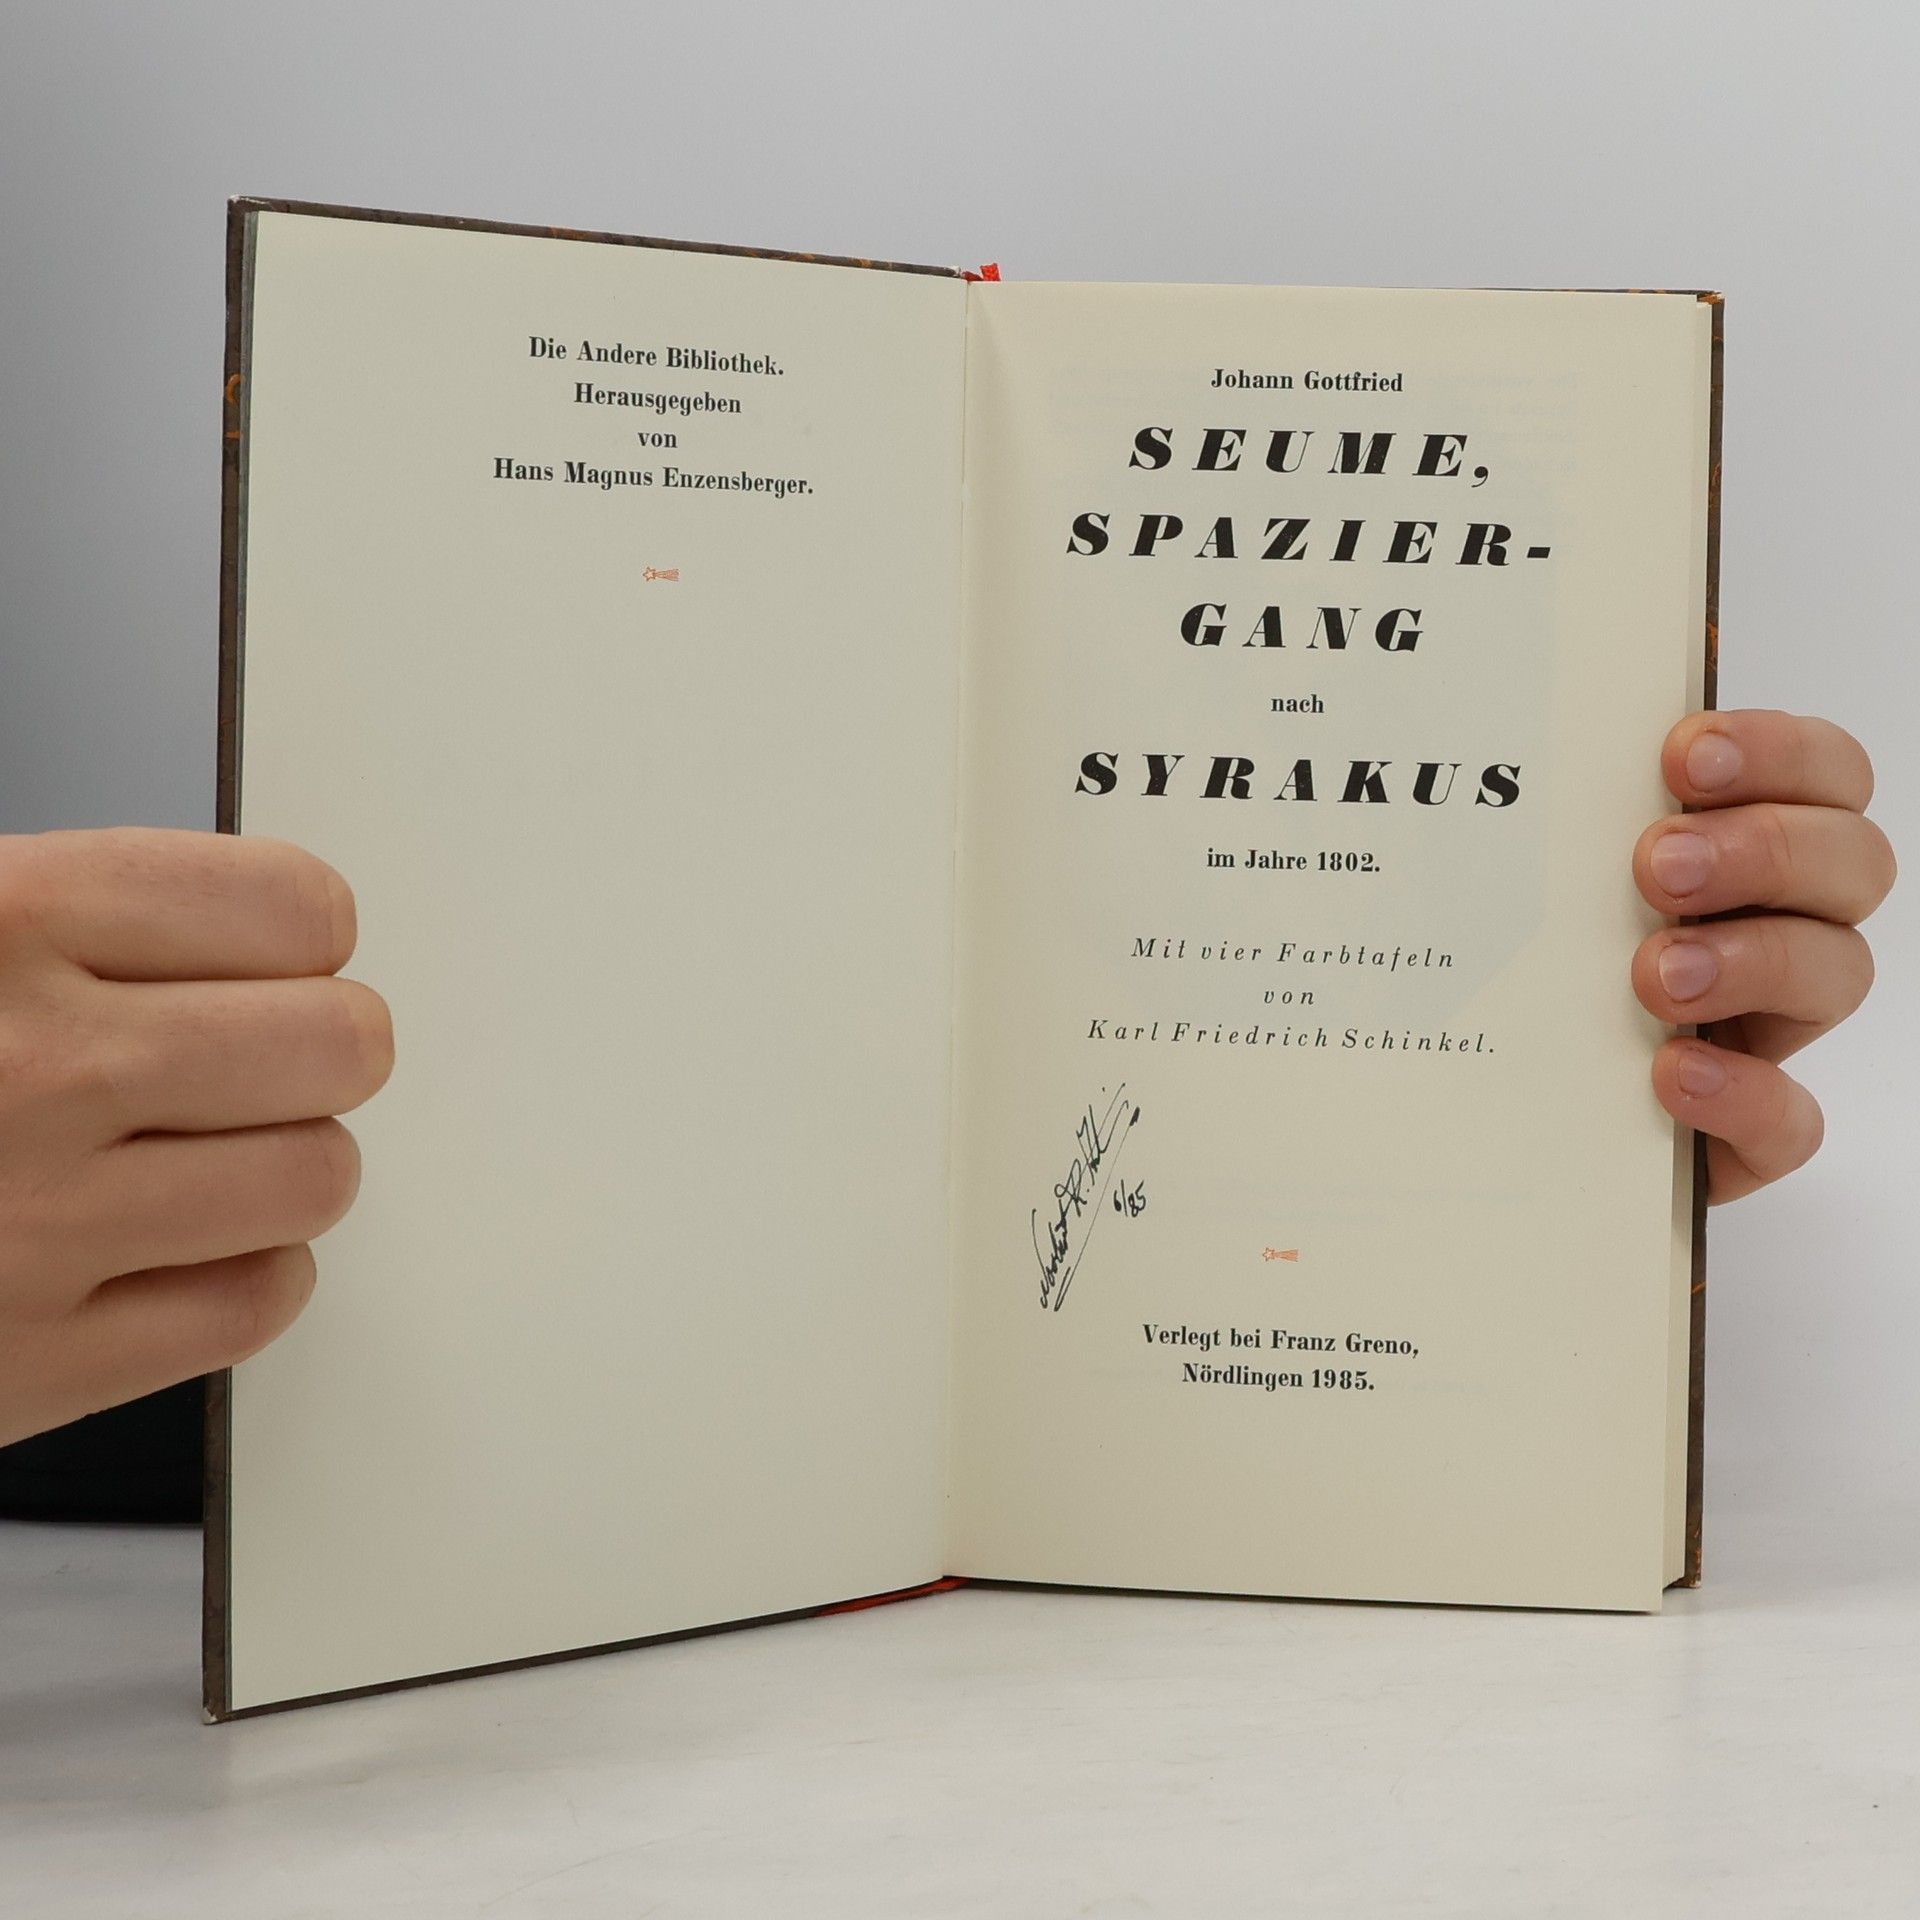 Die Andere Bibliothek.
Herausgegeben
von
Hans Magnus Enzensberger.
Johann Gottfried
SEUME,
SPAZIER-
GANG
nach
SYRAKUS
im Jahre 1802.
Mit vier Farbtafeln
von
Karl Friedrich Schinkel.
6/85
Verlegt bei Franz Greno,
Nördlingen 1985.